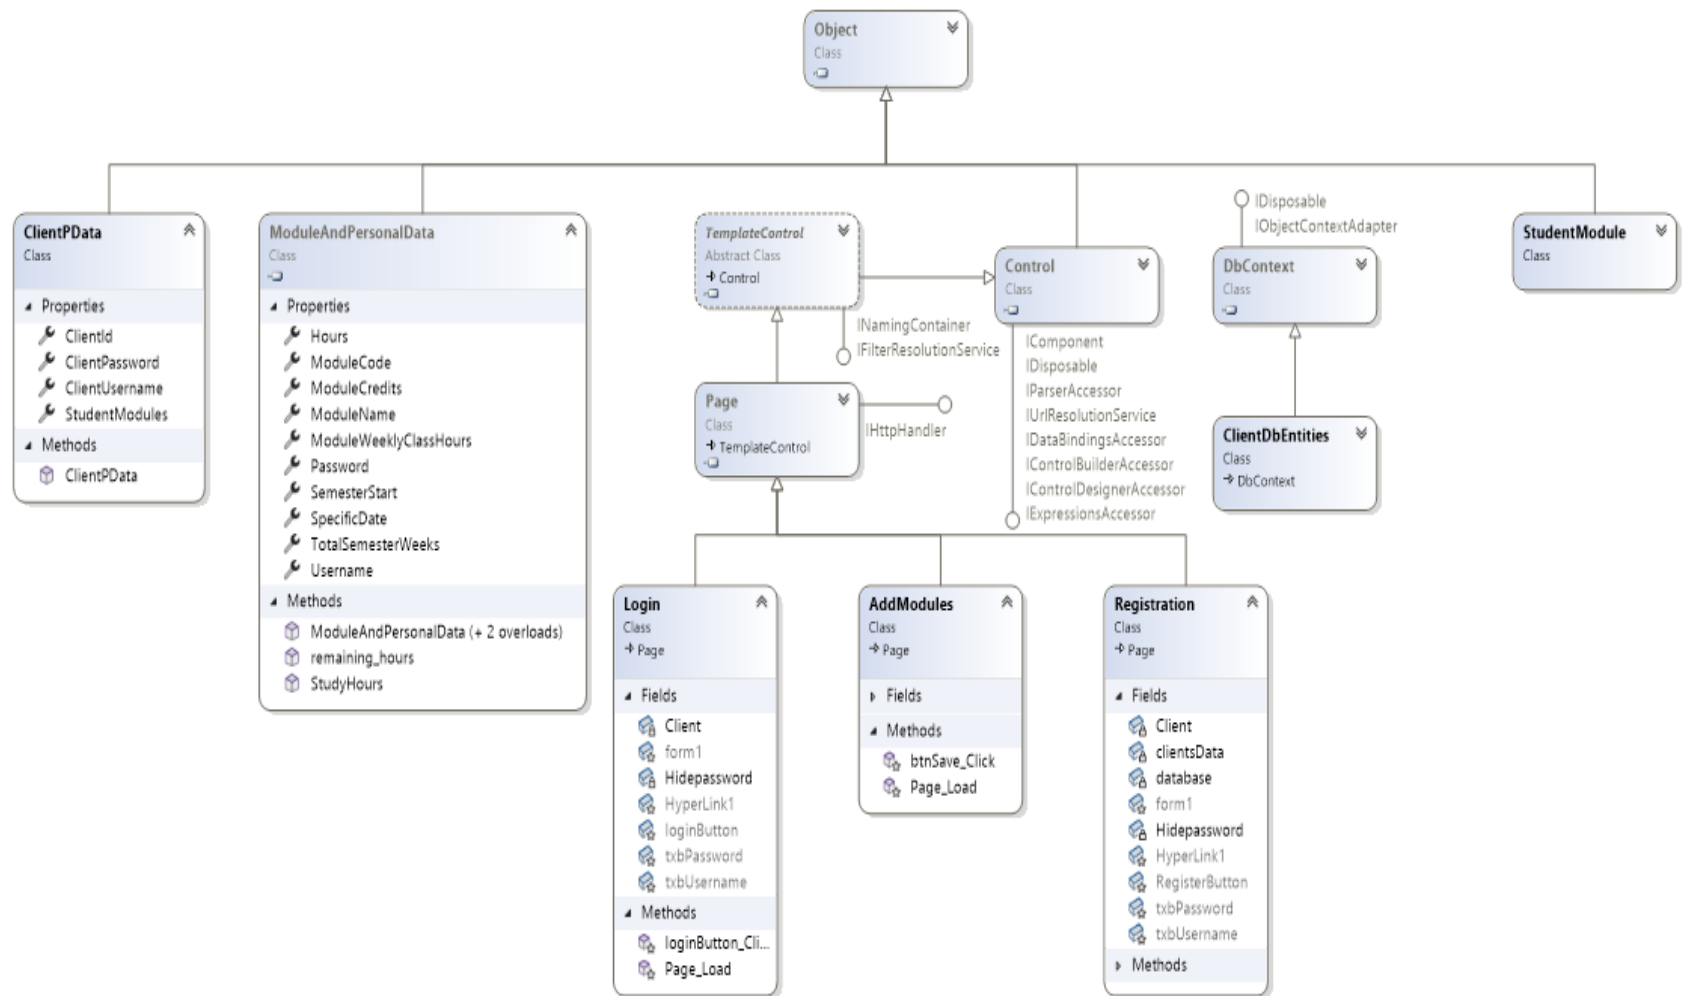 Object
Class
ClientPData
Class
Properties
ClientId
ClientPassword
ClientUsername
StudentModules
Methods
ClientPData
ModuleAndPersonalData
Class
Properties
Hours
ModuleCode
ModuleCredits
ModuleName
ModuleWeeklyClassHours
Password
SemesterStart
SpecificDate
TotalSemesterWeeks
Username
Methods
ModuleAndPersonalData (+ 2 overloads)
remaining_hours
StudyHours
TemplateControl
Abstract Class
Control
INamingContainer
IFilterResolutionService
Control
Class
IComponent
IDisposable
IParserAccessor
IUrlResolutionService
IDataBindingsAccessor
IControlBuilderAccessor
IControlDesignerAccessor
IExpressionsAccessor
IDisposable
IObjectContextAdapter
DbContext
Class
StudentModule
Class
Page
Class
TemplateControl
IHttpHandler
ClientDbEntities
Class
DbContext
Login
Class
Page
Fields
Client
form1
Hidepassword
HyperLink1
loginButton
txbPassword
txbUsername
Methods
loginButton_Cli...
Page_Load
AddModules
Class
Page
Fields
Methods
btnSave_Click
Page_Load
Registration
Class
Page
Fields
Client
clientsData
database
form1
Hidepassword
HyperLink1
RegisterButton
txbPassword
txbUsername
Methods